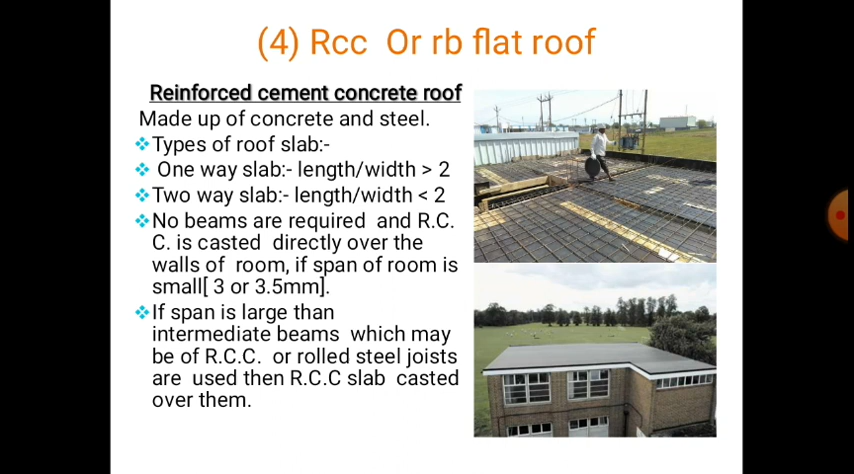 (4) Rcc Or rb flat roof
Reinforced cement concrete roof
Made up of concrete and steel.
Types of roof slab:-
One way slab:- length/width > 2
Two way slab:- length/width < 2
No beams are required and R.C.
C. is casted directly over the
walls of room, if span of room is
small[ 3 or 3.5mm].
If span is large than
intermediate beams which may
be of R.C.C. or rolled steel joists
are used then R.C.C slab casted
over them.